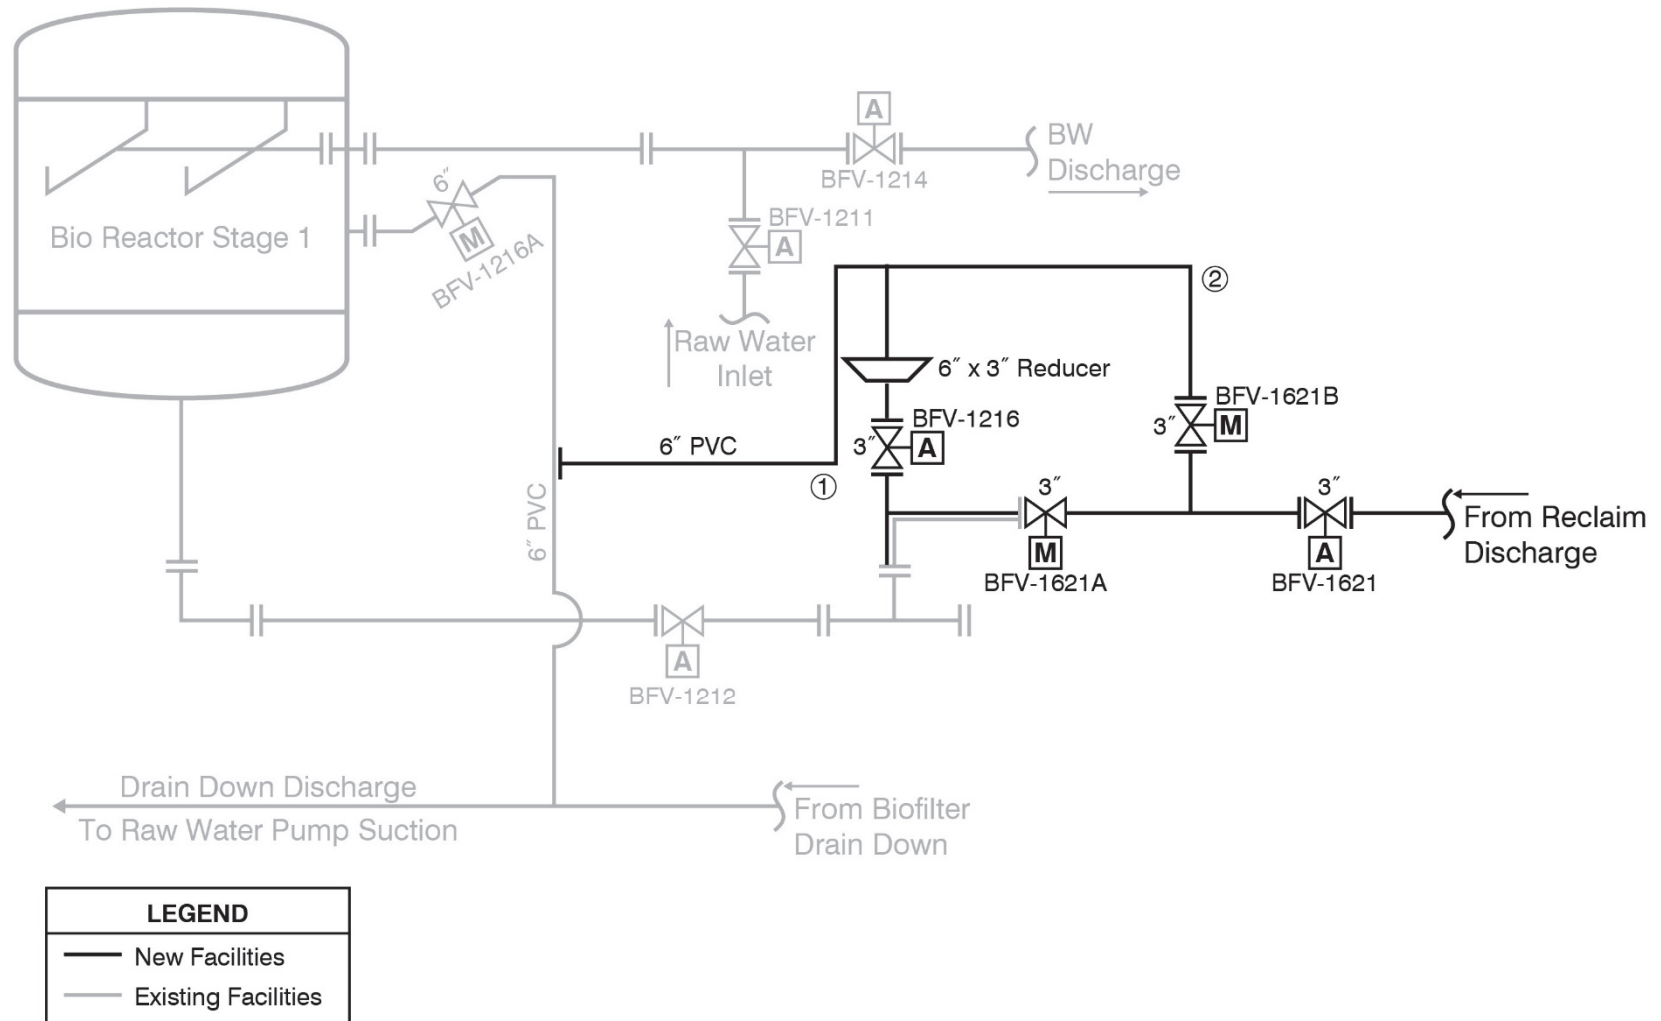 A
BW
Discharge
BFV-1214
6″
M
BFV-1216A
Bio Reactor Stage 1
BFV-1211
A
Raw Water
Inlet
②
6″ x 3″ Reducer
BFV-1621B
3″
M
BFV-1216
3″
A
6″ PVC
①
6″ PVC
3″
M
BFV-1621A
3″
A
BFV-1621
From Reclaim
Discharge
A
BFV-1212
Drain Down Discharge
To Raw Water Pump Suction
From Biofilter
Drain Down
LEGEND
New Facilities
Existing Facilities